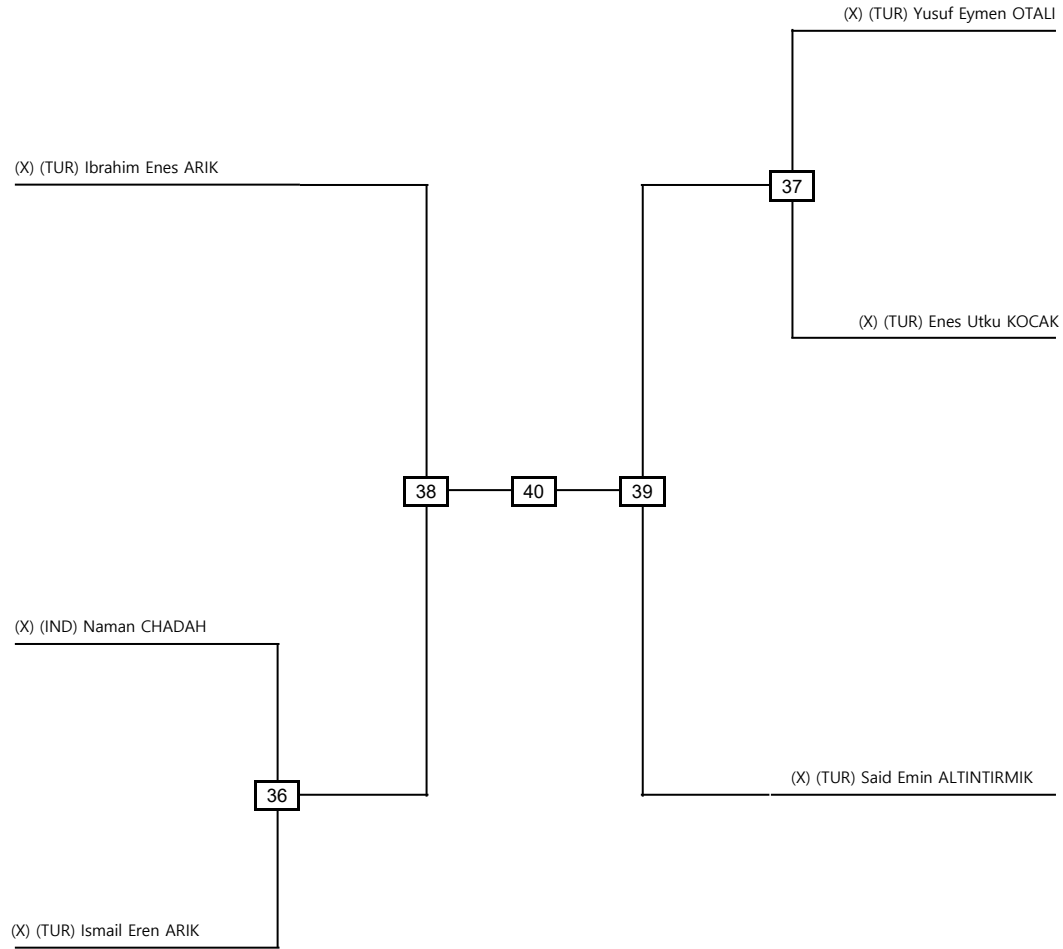 (X) (TUR) Yusuf Eymen OTALI
(X) (TUR) Ibrahim Enes ARIK
37
(X) (TUR) Enes Utku KOCAK
38
40
39
(X) (IND) Naman CHADAH
(X) (TUR) Said Emin ALTINTIRMIK
36
(X) (TUR) Ismail Eren ARIK